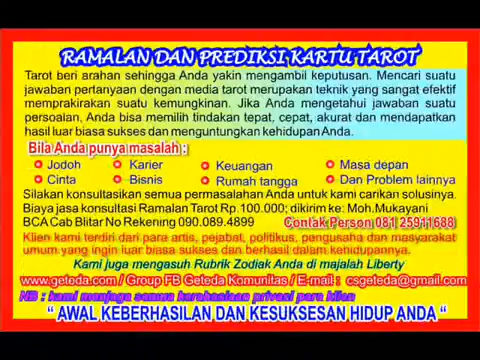 RAMALAN DAN PREDIKSI KARTU TAROT
Tarot beri arahan sehingga Anda yakin mengambil keputusan. Mencari suatu
jawaban pertanyaan dengan media tarot merupakan teknik yang sangat efektif
memprakirakan suatu kemungkinan. Jika Anda mengetahui jawaban suatu
persoalan, Anda bisa memilih tindakan tepat, cepat, akurat dan mendapatkan
hasil luar biasa sukses dan menguntungkan kehidupan Anda.
Bila Anda punya masalah :
Jodoh Karier Keuangan Masa depan
Cinta Bisnis Rumah tangga Dan Problem lainnya
Silakan konsultasikan semua permasalahan Anda untuk kami carikan solusinya.
Biaya jasa konsultasi Ramalan Tarot Rp.100.000; dikirim ke: Moh.Mukayani
BCA Cab Blitar No Rekening 090.089.4899 Contak Person 081 25911688
Klien kami terdiri dari para artis, pejabat, politikus, pengusaha dan masyarakat
umum yang ingin luar biasa sukses dan berhasil dalam kehidupannya.
Kami juga mengasuh Rubrik Zodiak Anda di majalah Liberty
www.geteda.com / Group FB Geteda Komunitas / E-mail : csgeteda@gmail.com
NB : kami menjaga semua kerahasiaan privasi para klien
“ AWAL KEBERHASILAN DAN KESUKSESAN HIDUP ANDA “